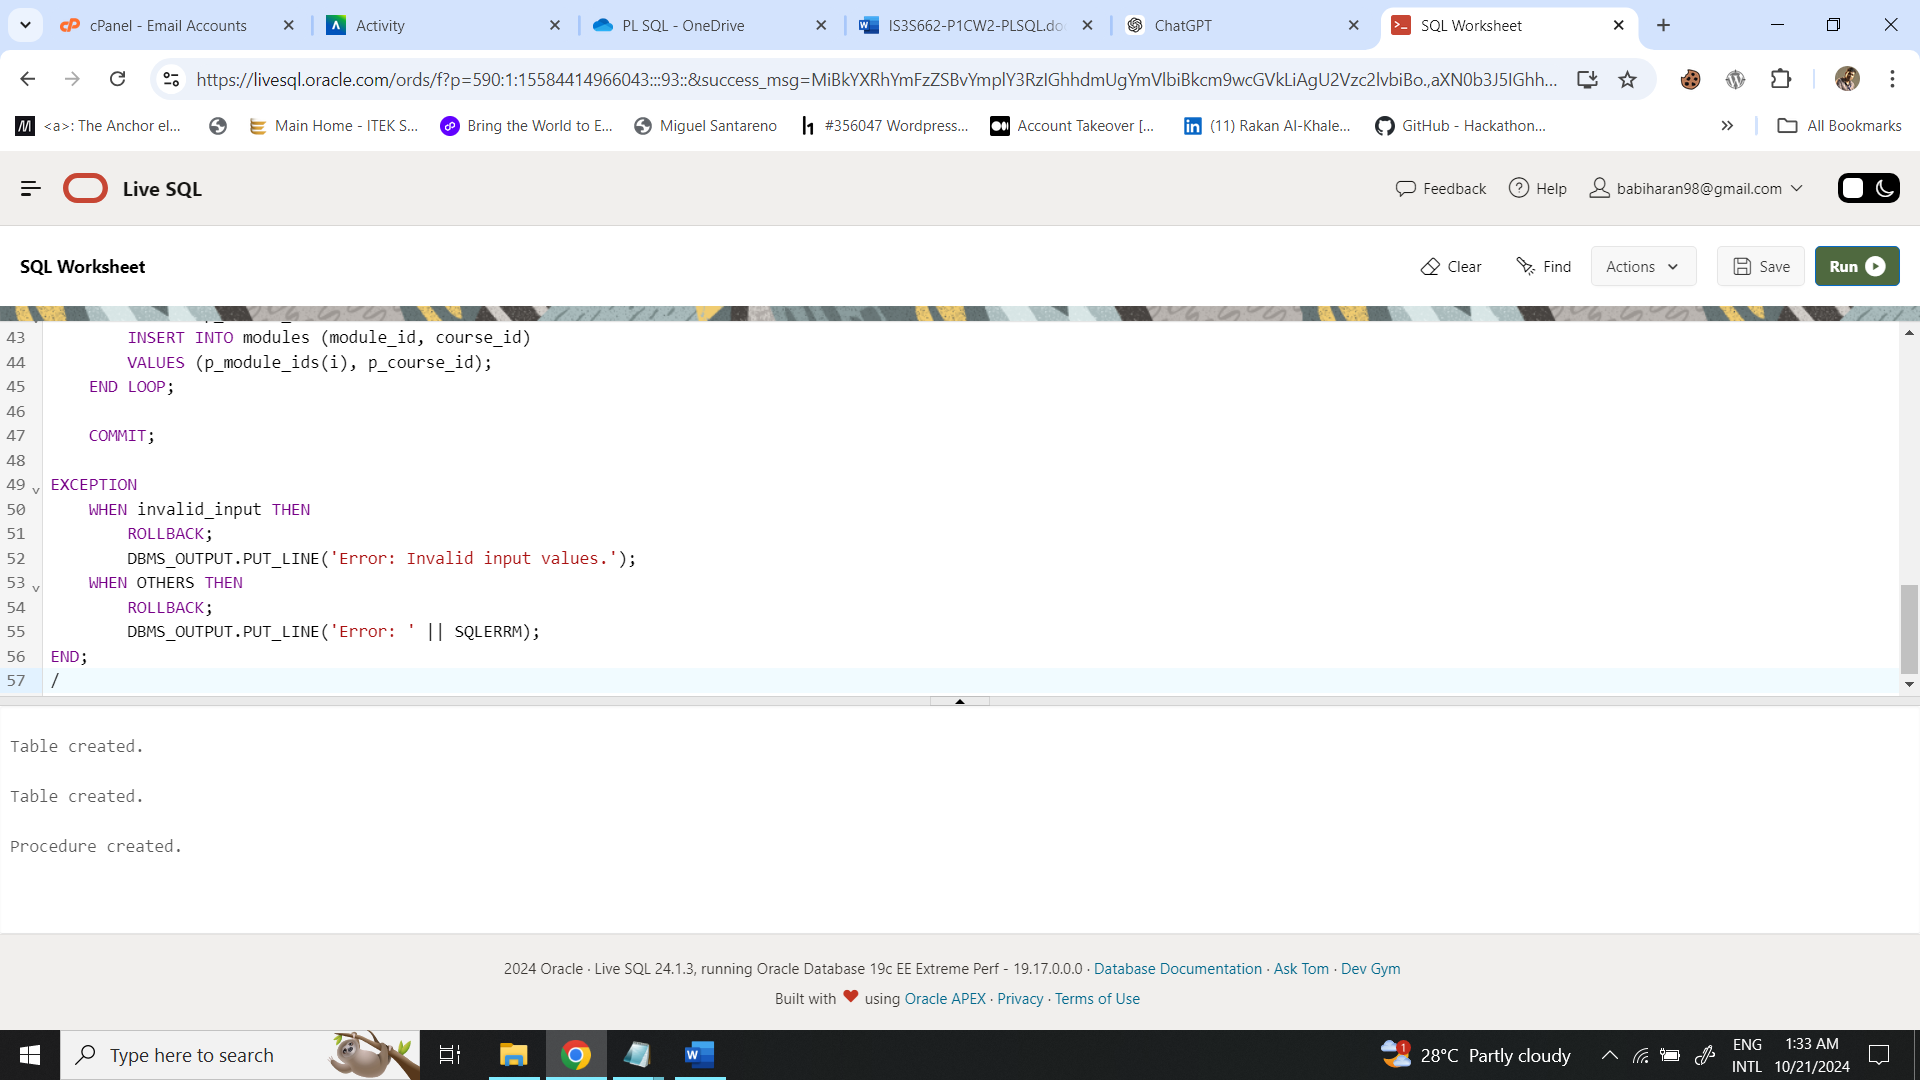 cPanel - Email Accounts
Activity
PL SQL - OneDrive
IS3S662-P1CW2-PLSQL.do
ChatGPT
SQL Worksheet
https://livesql.oracle.com/ords/f?p=590:1:15584414966043:::93::&success_msg=MiBkYXRhYmFzZSBvYmplY3RzIGhhdmUgYmVlbiBkcm9wcGVkLiAgU2Vzc2lvbiBo.,aXN0b3J5IGhh...
<a>: The Anchor el...
Main Home - ITEK S...
Bring the World to E...
Miguel Santareno
#356047 Wordpress...
Account Takeover [...
(11) Rakan Al-Khale...
GitHub - Hackathon...
All Bookmarks
Live SQL
Feedback
Help
babiharan98@gmail.com
SQL Worksheet
Clear
Find
Actions
Save
Run
43 INSERT INTO modules (module_id, course_id)
44 VALUES (p_module_ids(i), p_course_id);
45 END LOOP;
46
47 COMMIT;
48
49 EXCEPTION
50 WHEN invalid_input THEN
51 ROLLBACK;
52 DBMS_OUTPUT.PUT_LINE('Error: Invalid input values.');
53 WHEN OTHERS THEN
54 ROLLBACK;
55 DBMS_OUTPUT.PUT_LINE('Error: ' || SQLERRM);
56 END;
57 /
Table created.
Table created.
Procedure created.
2024 Oracle · Live SQL 24.1.3, running Oracle Database 19c EE Extreme Perf - 19.17.0.0.0 · Database Documentation · Ask Tom · Dev Gym
Built with ❤ using Oracle APEX · Privacy · Terms of Use
Type here to search
1
28°C Partly cloudy
ENG
INTL
1:33 AM
10/21/2024